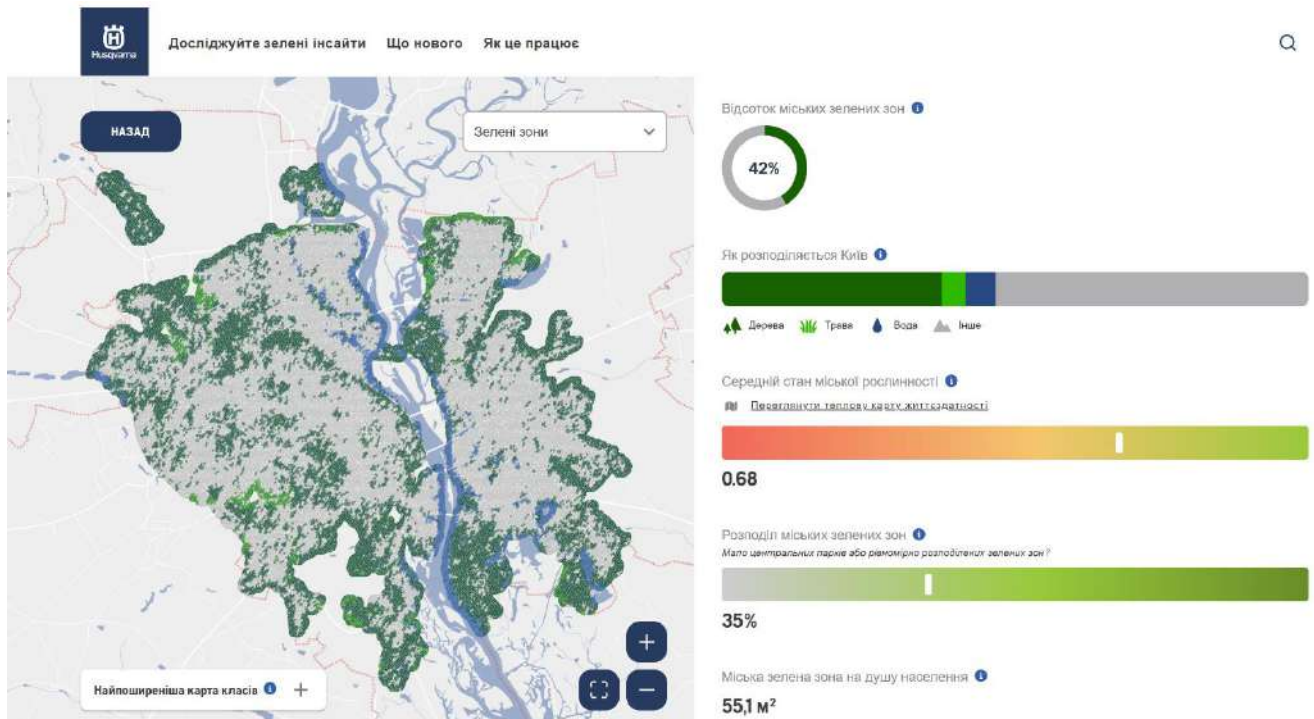 Husqvarna
Досліджуйте зелені інсайти Що нового Як це працює
НАЗАД
Зелені зони
Найпоширеніша карта класів
Відсоток міських зелених зон
42%
Як розподіляється Київ
Дерева Трава Вода Інше
Середній стан міської рослинності
Переглянути теплову карту життєздатності
0.68
Розподіл міських зелених зон
Мало центральних парків або рівномірно розподілених зелених зон?
35%
Міська зелена зона на душу населення
55,1 м²